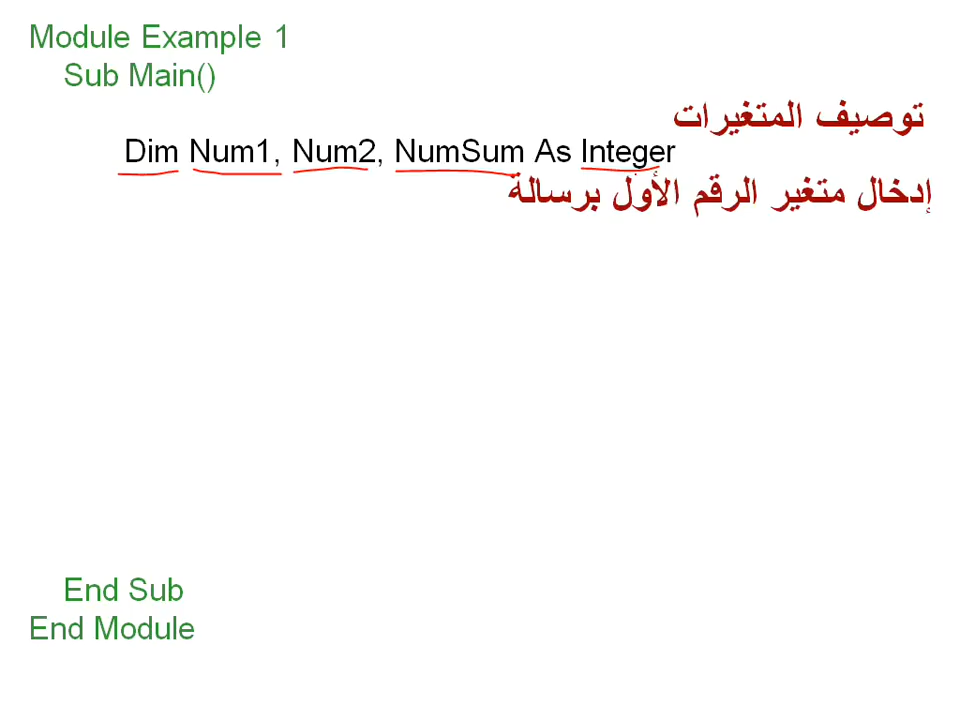 Module Example 1
Sub Main()
توصيف المتغيرات
Dim Num1, Num2, NumSum As Integer
إدخال متغير الرقم الأول برسالة
End Sub
End Module